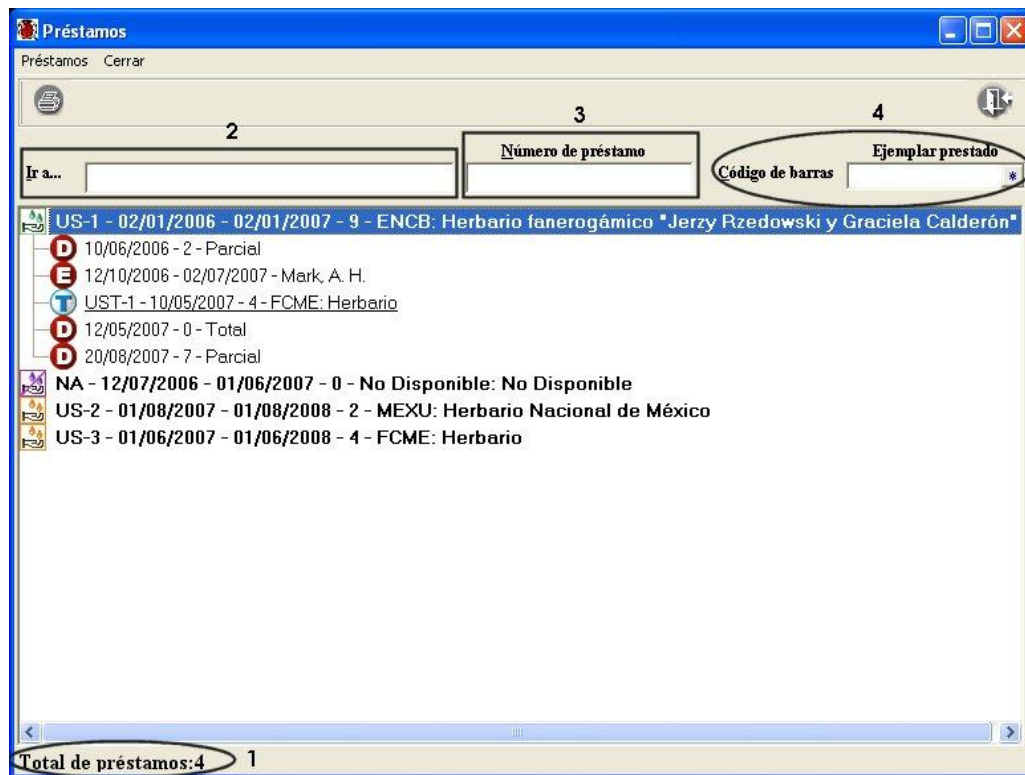 Préstamos
Préstamos Cerrar
2 3 4
Número de préstamo Ejemplar prestado
Ir a... Código de barras *
US-1 - 02/01/2006 - 02/01/2007 - 9 - ENCB: Herbario fanerogámico "Jerzy Rzedowski y Graciela Calderón"
D 10/06/2006 - 2 - Parcial
E 12/10/2006 - 02/07/2007 - Mark, A. H.
T UST-1 - 10/05/2007 - 4 - FCME: Herbario
D 12/05/2007 - 0 - Total
D 20/08/2007 - 7 - Parcial
NA - 12/07/2006 - 01/06/2007 - 0 - No Disponible: No Disponible
US-2 - 01/08/2007 - 01/08/2008 - 2 - MEXU: Herbario Nacional de México
US-3 - 01/06/2007 - 01/06/2008 - 4 - FCME: Herbario
Total de préstamos:4 1